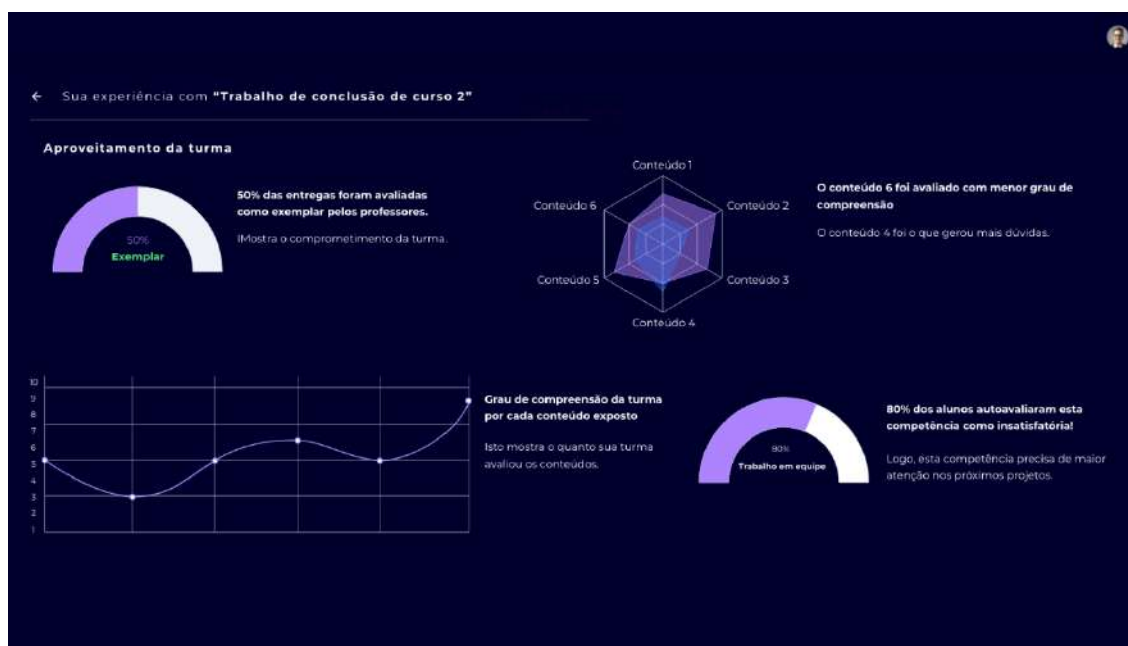 ← Sua experiência com "Trabalho de conclusão de curso 2"
Aproveitamento da turma
50%
Exemplar
50% das entregas foram avaliadas
como exemplar pelos professores.
IMostra o comprometimento da turma.
Conteúdo 1
Conteúdo 2
Conteúdo 3
Conteúdo 4
Conteúdo 5
Conteúdo 6
O conteúdo 6 foi avaliado com menor grau de
compreensão
O conteúdo 4 foi o que gerou mais dúvidas.
10
9
8
7
6
5
4
3
2
1
Grau de compreensão da turma
por cada conteúdo exposto
Isto mostra o quanto sua turma
avaliou os conteúdos.
80%
Trabalho em equipe
80% dos alunos autoavaliaram esta
competência como insatisfatória!
Logo, esta competência precisa de maior
atenção nos próximos projetos.